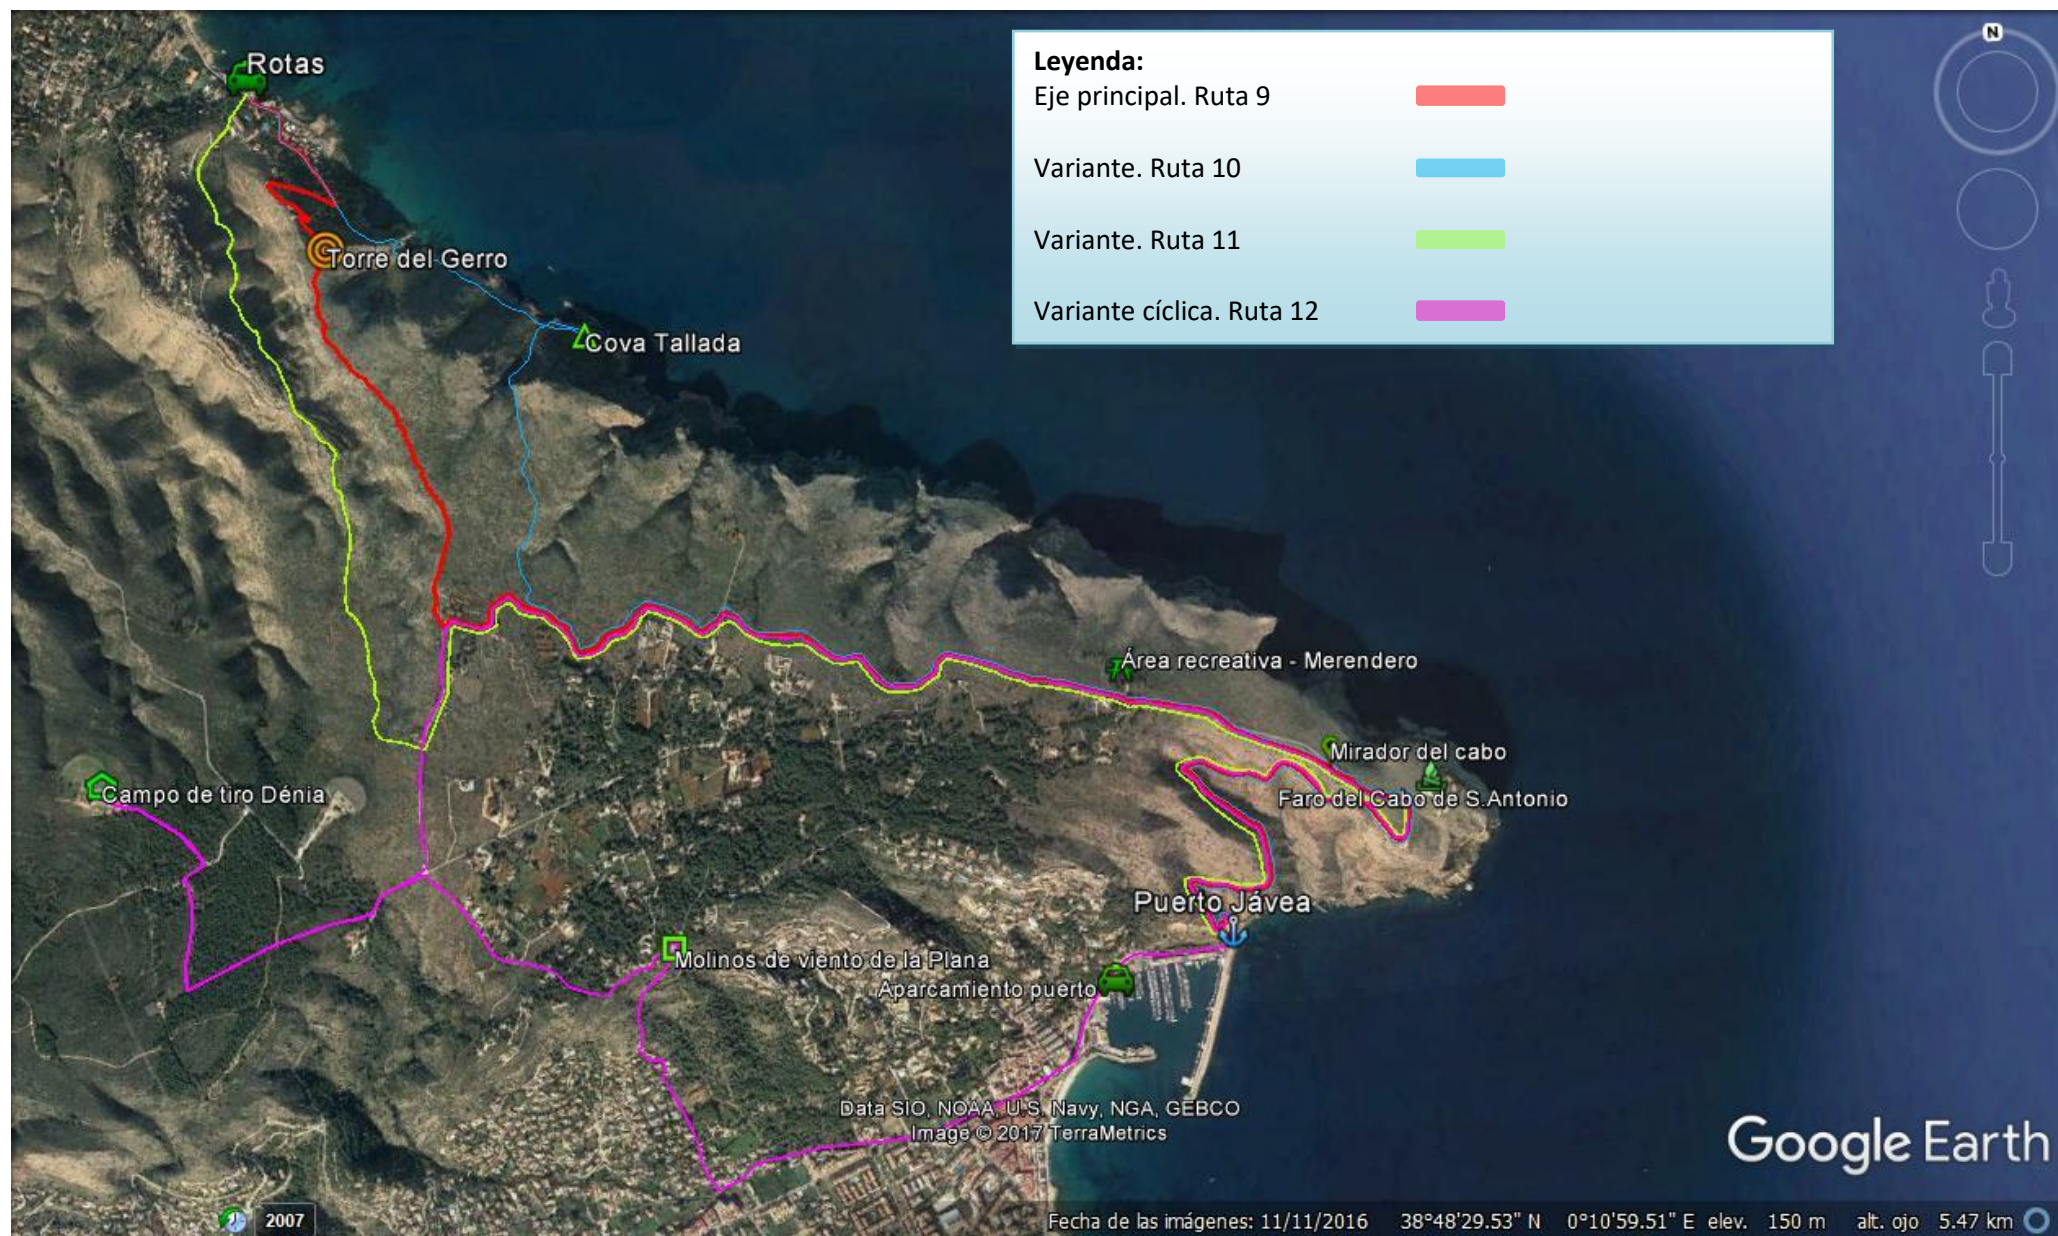 Rotas
N
Leyenda:
Eje principal. Ruta 9
Variante. Ruta 10
Variante. Ruta 11
Variante cíclica. Ruta 12
Torre del Gerro
Cova Tallada
Área recreativa - Merendero
Mirador del cabo
Campo de tiro Dénia
Faro del Cabo de S.Antonio
Puerto Jávea
Molinos de viento de la Plana
Aparcamiento puerto
Data SIO, NOAA, U.S. Navy, NGA, GEBCO
Image © 2017 TerraMetrics
Google Earth
2007
Fecha de las imágenes: 11/11/2016 38°48'29.53" N 0°10'59.51" E elev. 150 m alt. ojo 5.47 km